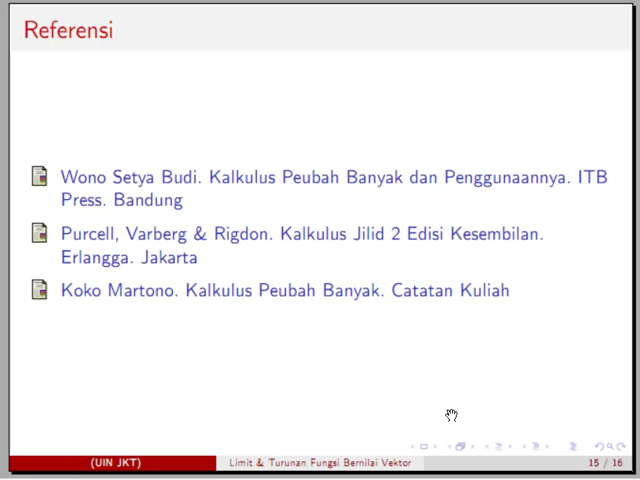 Referensi
Wono Setya Budi. Kalkulus Peubah Banyak dan Penggunaannya. ITB
Press. Bandung
Purcell, Varberg & Rigdon. Kalkulus Jilid 2 Edisi Kesembilan.
Erlangga. Jakarta
Koko Martono. Kalkulus Peubah Banyak. Catatan Kuliah
(UIN JKT)
Limit & Turunan Fungsi Bernilai Vektor
15 / 16